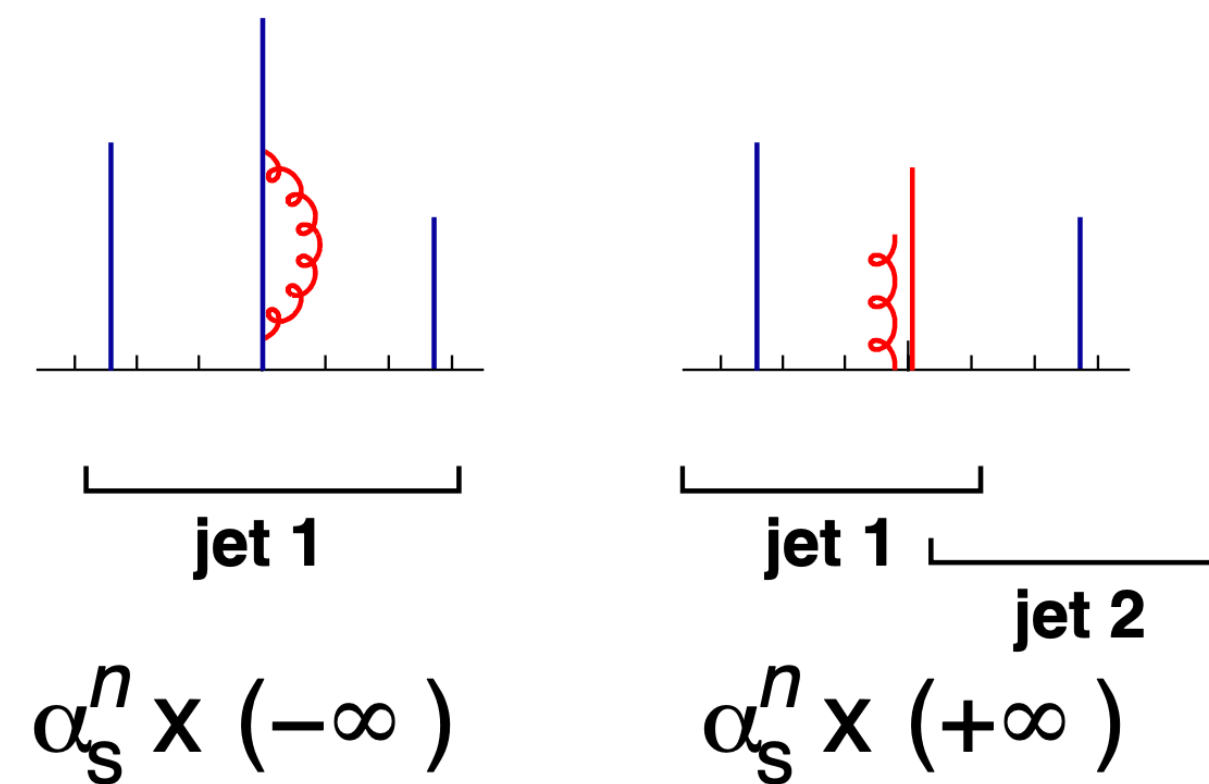 jet 1
jet 1
jet 2
αₛⁿ x (−∞ )
αₛⁿ x (+∞ )